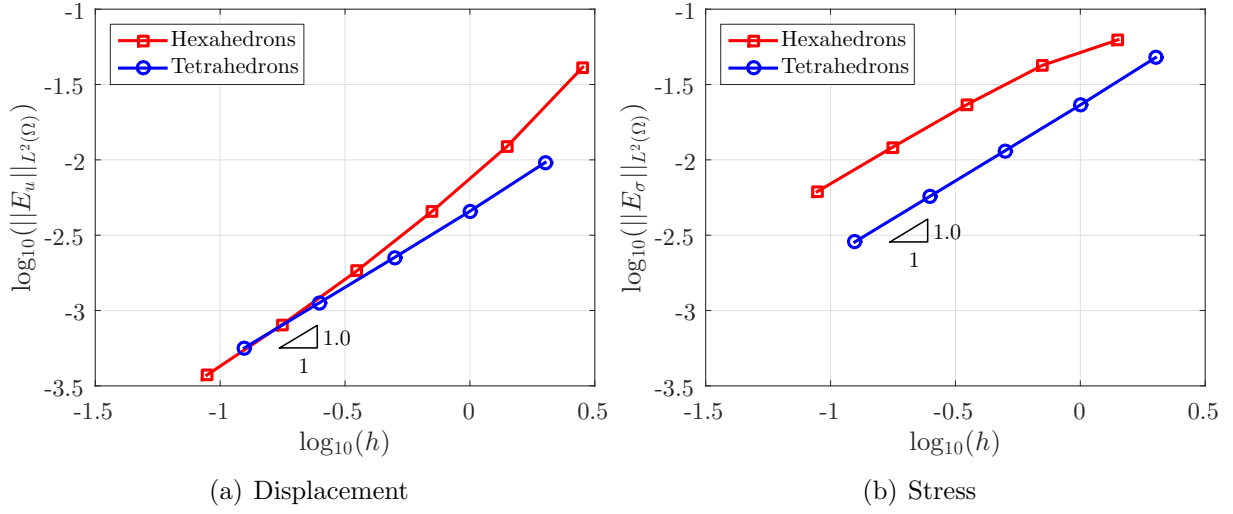 -1
-1.5
-2
-2.5
-3
-3.5
log₁₀(||E_u||_{L²(Ω)})
Hexahedrons
Tetrahedrons
1.0
1
-1.5 -1 -0.5 0 0.5
log₁₀(h)
(a) Displacement
-1
-1.5
-2
-2.5
-3
-3.5
log₁₀(||E_σ||_{L²(Ω)})
Hexahedrons
Tetrahedrons
1.0
1
-1.5 -1 -0.5 0 0.5
log₁₀(h)
(b) Stress